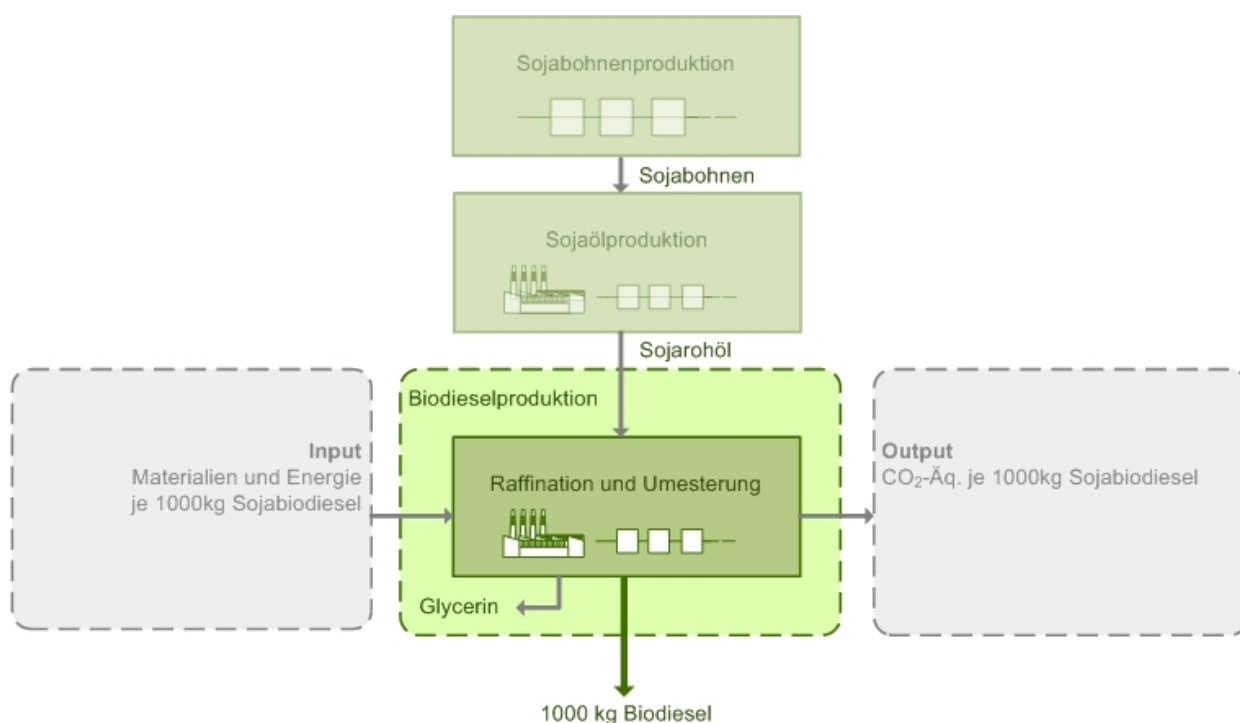 Sojabohnenproduktion
Sojabohnen
Sojaölproduktion
Sojarohöl
Biodieselproduktion
Input
Materialien und Energie
je 1000kg Sojabiodiesel
Raffination und Umesterung
Output
CO₂-Äq. je 1000kg Sojabiodiesel
Glycerin
1000 kg Biodiesel